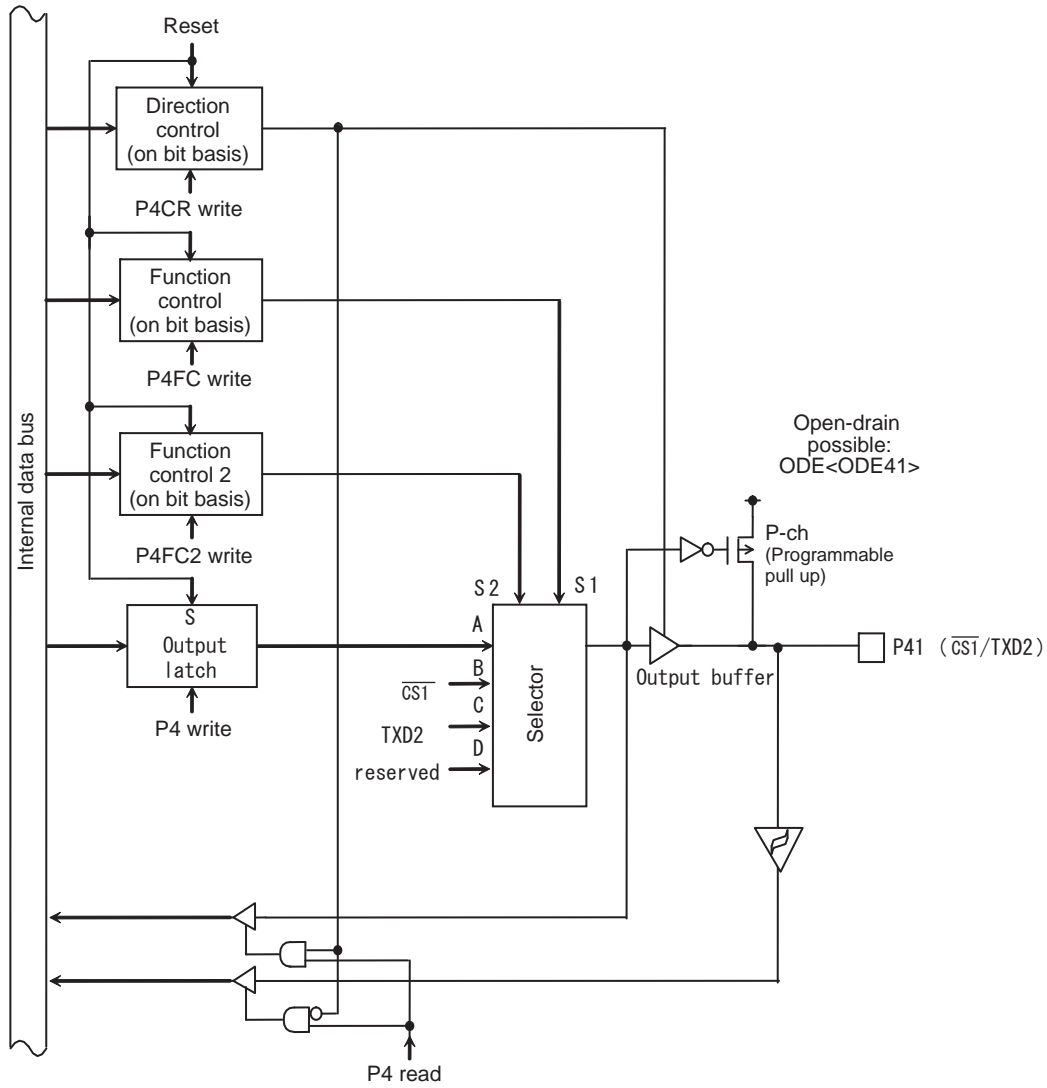 Reset
Direction
control
(on bit basis)
P4CR write
Function
control
(on bit basis)
P4FC write
Internal data bus
Function
control 2
(on bit basis)
P4FC2 write
Open-drain
possible:
ODE<ODE41>
P-ch
(Programmable
pull up)
S
Output
latch
P4 write
S2
S1
A
B
CS1
C
TXD2
D
reserved
Selector
Output buffer
P41 (CS1/TXD2)
P4 read